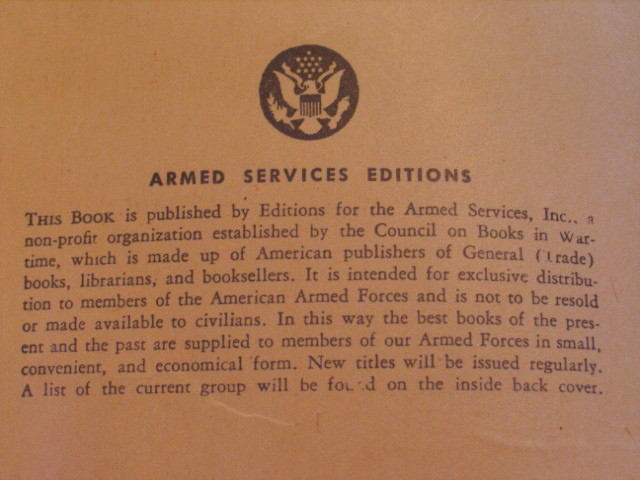 ARMED SERVICES EDITIONS
THIS BOOK is published by Editions for the Armed Services, Inc., a
non-profit organization established by the Council on Books in War-
time, which is made up of American publishers of General (Trade)
books, librarians, and booksellers. It is intended for exclusive distribu-
tion to members of the American Armed Forces and is not to be resold
or made available to civilians. In this way the best books of the pres-
ent and the past are supplied to members of our Armed Forces in small,
convenient, and economical form. New titles will be issued regularly.
A list of the current group will be found on the inside back cover.